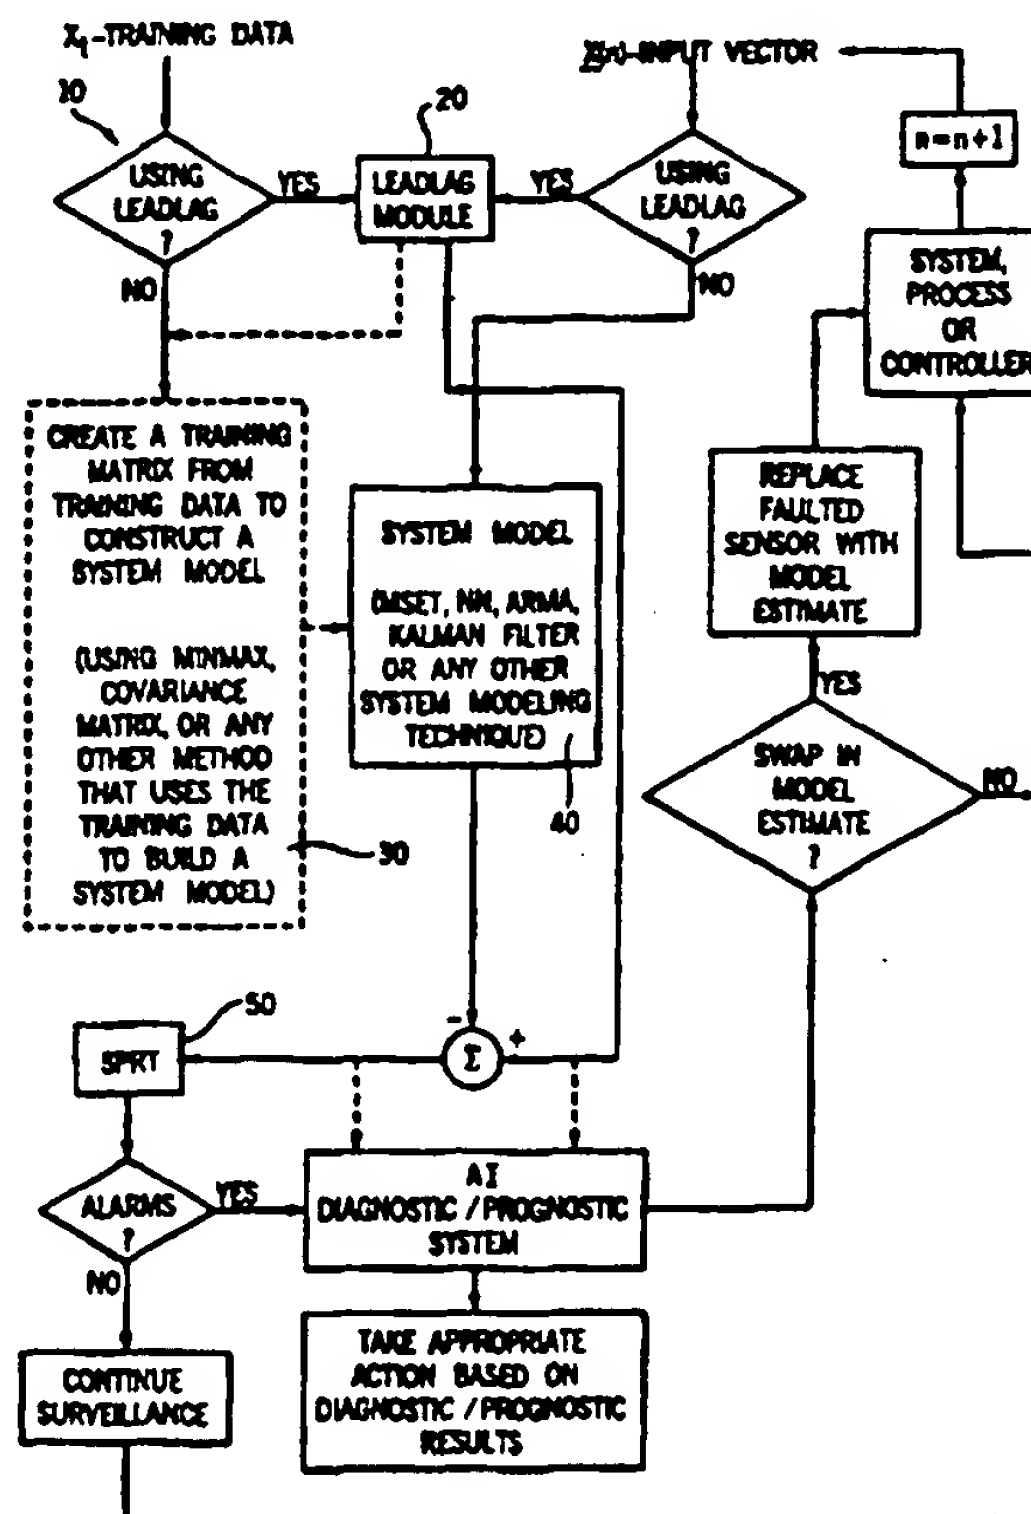 X1-TRAINING DATA
10
USING
LEADLAG
?
YES
NO
20
LEADLAG
MODULE
Y(n)-INPUT VECTOR
YES
USING
LEADLAG
?
NO
n=n+1
SYSTEM,
PROCESS
OR
CONTROLLER
CREATE A TRAINING
MATRIX FROM
TRAINING DATA TO
CONSTRUCT A
SYSTEM MODEL
(USING MINMAX,
COVARIANCE
MATRIX, OR ANY
OTHER METHOD
THAT USES THE
TRAINING DATA
TO BUILD A
SYSTEM MODEL)
30
SYSTEM MODEL
(MSET, NN, ARMA,
KALMAN FILTER
OR ANY OTHER
SYSTEM MODELING
TECHNIQUE)
40
REPLACE
FAULTED
SENSOR WITH
MODEL
ESTIMATE
YES
SWAP IN
MODEL
ESTIMATE
?
NO
50
SPRT
-
Σ
+
ALARMS
?
YES
NO
AI
DIAGNOSTIC/PROGNOSTIC
SYSTEM
CONTINUE
SURVEILLANCE
TAKE APPROPRIATE
ACTION BASED ON
DIAGNOSTIC/PROGNOSTIC
RESULTS